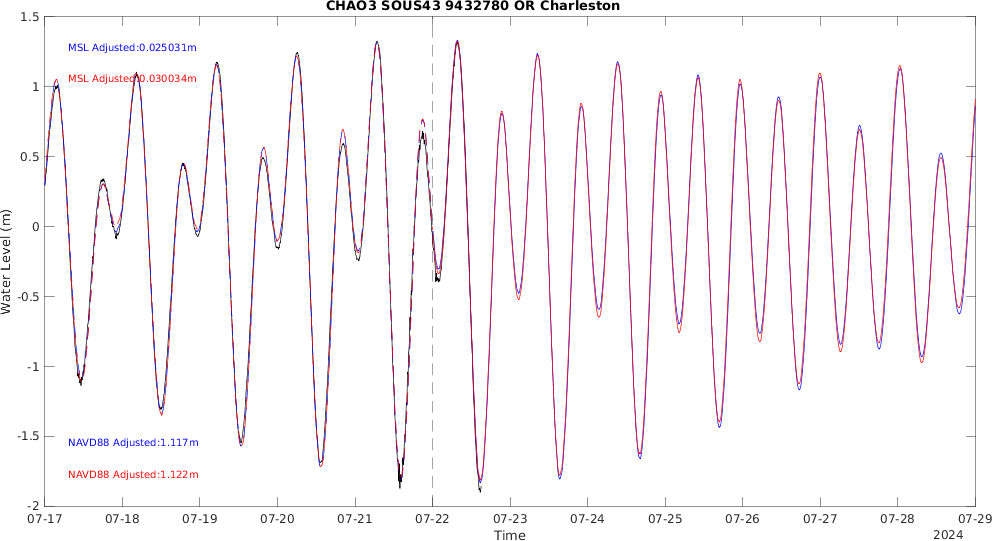 CHAO3 SOUS43 9432780 OR Charleston
1.5
MSL Adjusted:0.025031m
MSL Adjusted:0.030034m
1
0.5
0
Water Level (m)
-0.5
-1
-1.5
NAVD88 Adjusted:1.117m
NAVD88 Adjusted:1.122m
-2
07-17 07-18 07-19 07-20 07-21 07-22 07-23 07-24 07-25 07-26 07-27 07-28 07-29
Time
2024